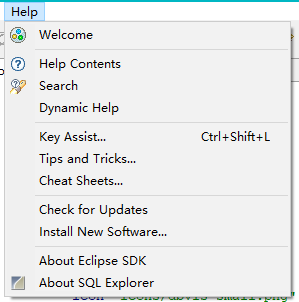 Help
Welcome
Help Contents
Search
Dynamic Help
Key Assist... Ctrl+Shift+L
Tips and Tricks...
Cheat Sheets...
Check for Updates
Install New Software...
About Eclipse SDK
About SQL Explorer